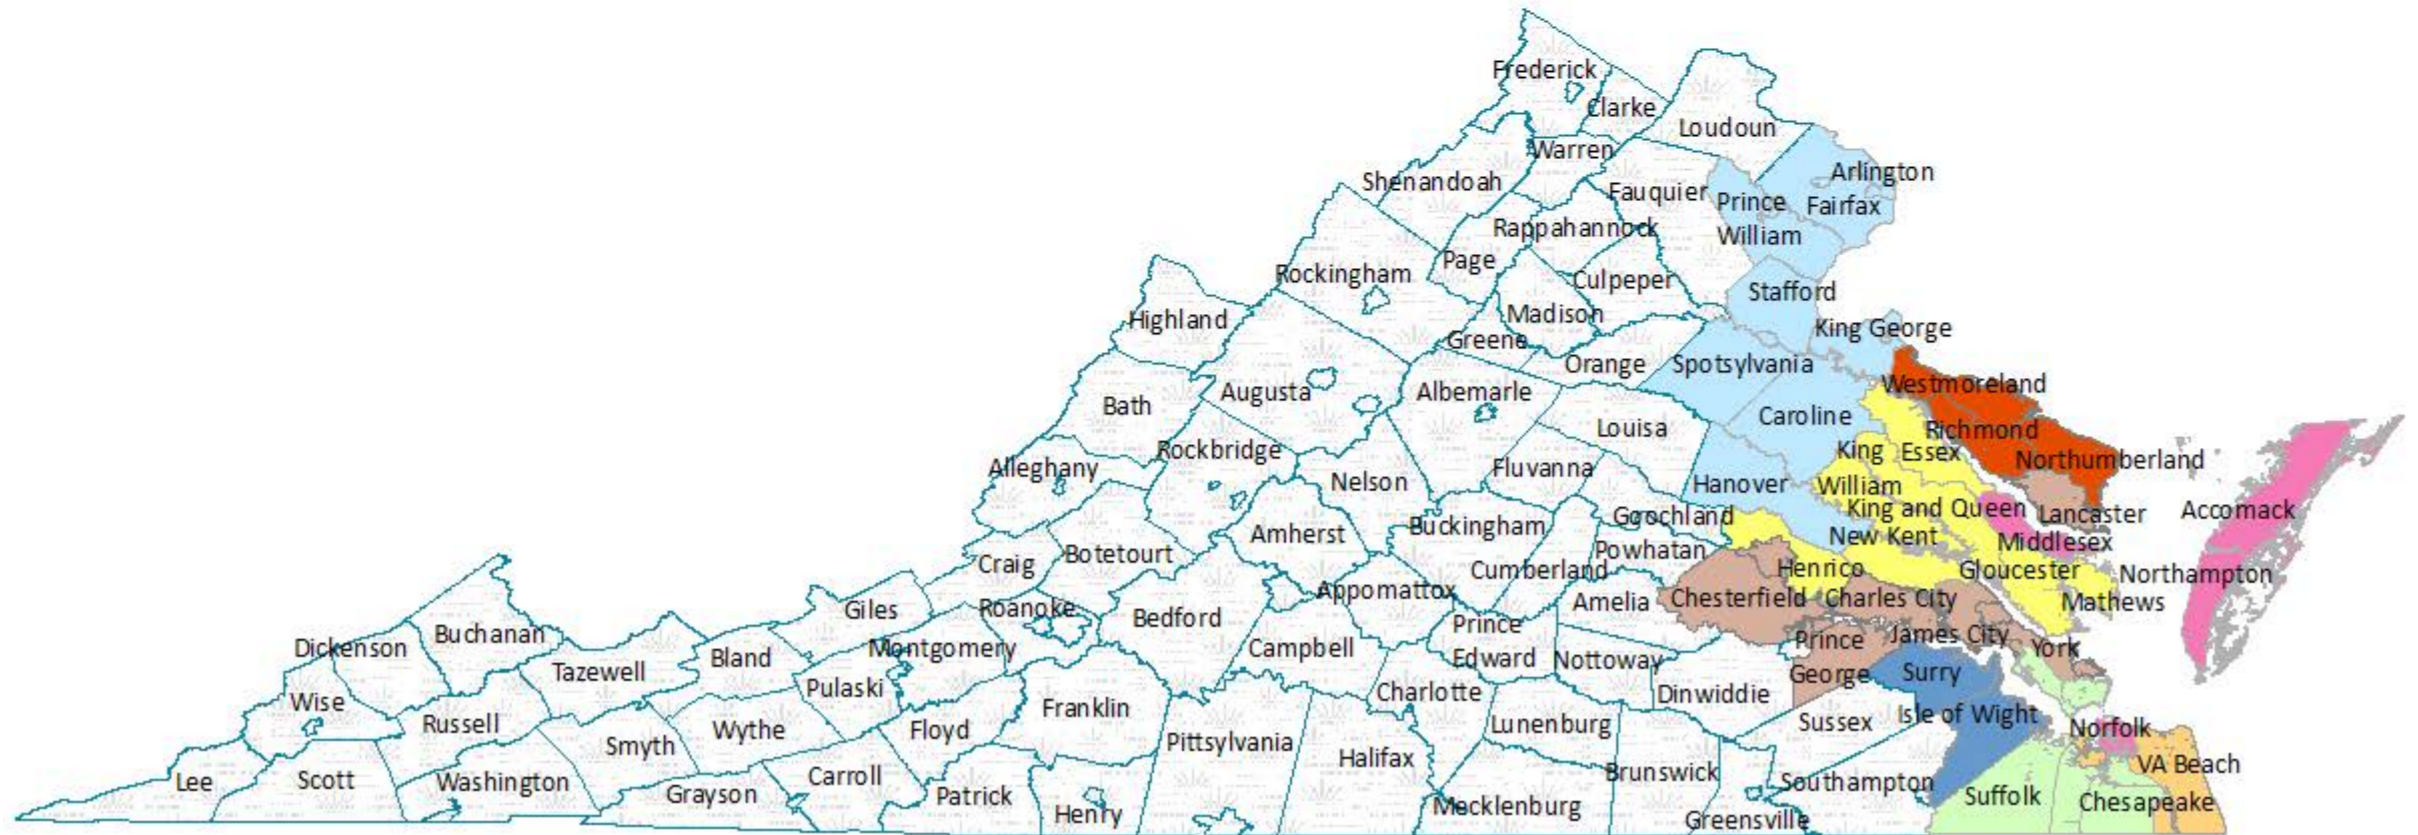 Frederick
Clarke
Loudoun
Warren
Arlington
Shenandoah
Fauquier
Prince
William
Fairfax
Rappahannock
Page
Rockingham
Culpeper
Stafford
Madison
Highland
King George
Greene
Orange
Spotsylvania
Westmoreland
Augusta
Albemarle
Bath
Caroline
Louisa
Richmond
Rockbridge
King
William
Essex
Northumberland
Alleghany
Fluvanna
Nelson
Hanover
King and Queen
Lancaster
Accomack
Goochland
Buckingham
Amherst
New Kent
Middlesex
Powhatan
Botetourt
Craig
Cumberland
Henrico
Gloucester
Northampton
Appomattox
Chesterfield
Charles City
Amelia
Mathews
Giles
Roanoke
Bedford
Prince
Edward
Prince
George
James City
York
Buchanan
Dickenson
Montgomery
Campbell
Bland
Nottoway
Tazewell
Surry
Pulaski
Charlotte
Dinwiddie
Wise
Franklin
Isle of Wight
Russell
Lunenburg
Sussex
Norfolk
Wythe
Floyd
Smyth
Pittsylvania
Halifax
VA Beach
Brunswick
Lee
Scott
Washington
Carroll
Southampton
Grayson
Patrick
Suffolk
Chesapeake
Mecklenburg
Henry
Greensville